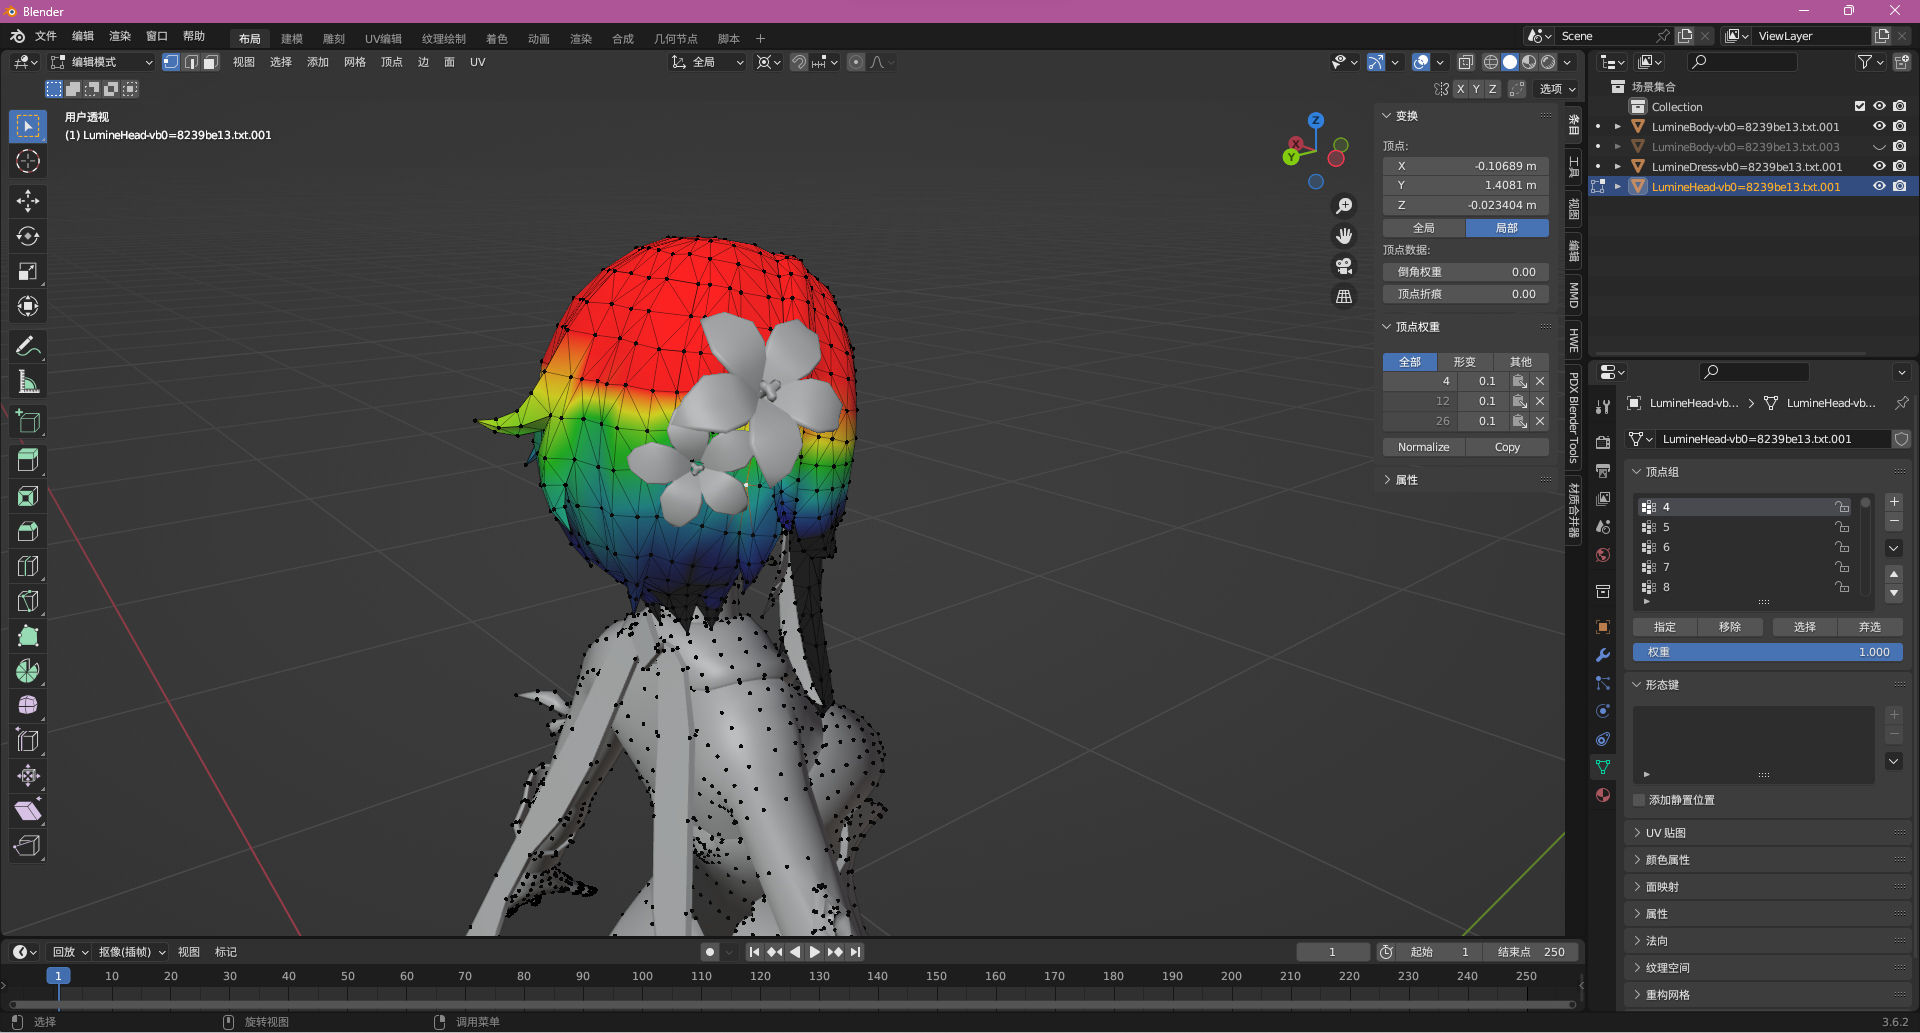 Blender
文件 编辑 渲染 窗口 帮助 布局 建模 雕刻 UV编辑 纹理绘制 着色 动画 渲染 合成 几何节点 脚本 + Scene ViewLayer
编辑模式 视图 选择 添加 网格 顶点 边 面 UV 全局
X Y Z 选项
用户透视
(1) LumineHead-vb0=8239be13.txt.001
Z
X
Y
变换
顶点:
X -0.10689 m
Y 1.4081 m
Z -0.023404 m
全局 局部
顶点数据:
倒角权重 0.00
顶点折痕 0.00
顶点权重
全部 形变 其他
4 0.1
12 0.1
26 0.1
Normalize Copy
属性
条目
工具
视图
编辑
MMD
HWE
PDX Blender Tools
材质合并器
场景集合
Collection
LumineBody-vb0=8239be13.txt.001
LumineBody-vb0=8239be13.txt.003
LumineDress-vb0=8239be13.txt.001
LumineHead-vb0=8239be13.txt.001
LumineHead-vb... LumineHead-vb...
LumineHead-vb0=8239be13.txt.001
顶点组
4
5
6
7
8
指定 移除 选择 弃选
权重 1.000
形态键
添加静置位置
UV 贴图
颜色属性
面映射
属性
法向
纹理空间
重构网格
回放 抠像(插帧) 视图 标记 1 起始 1 结束点 250
1 10 20 30 40 50 60 70 80 90 100 110 120 130 140 150 160 170 180 190 200 210 220 230 240 250
选择 旋转视图 调用菜单 3.6.2